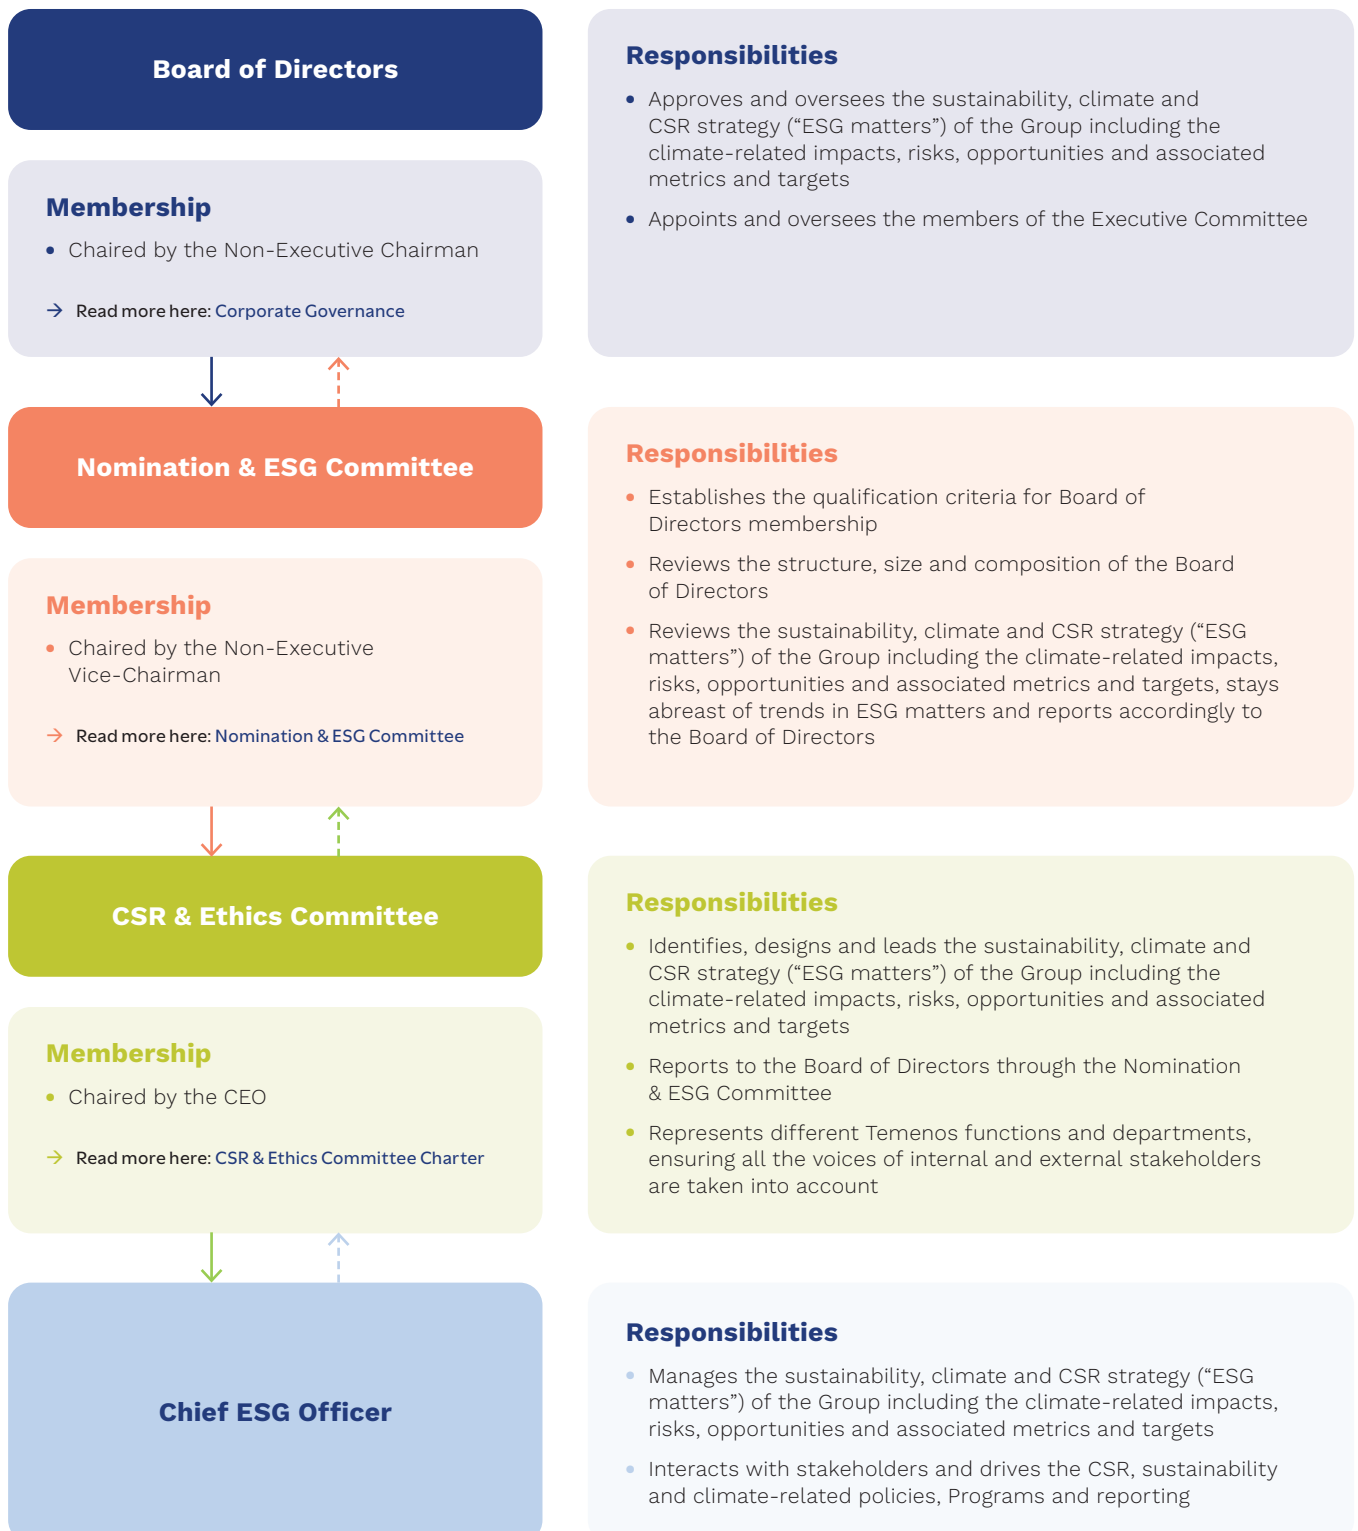 Board of Directors
Membership
• Chaired by the Non-Executive Chairman
→ Read more here: Corporate Governance
Responsibilities
• Approves and oversees the sustainability, climate and
CSR strategy (“ESG matters”) of the Group including the
climate-related impacts, risks, opportunities and associated
metrics and targets
• Appoints and oversees the members of the Executive Committee
Nomination & ESG Committee
Membership
• Chaired by the Non-Executive
Vice-Chairman
→ Read more here: Nomination & ESG Committee
Responsibilities
• Establishes the qualification criteria for Board of
Directors membership
• Reviews the structure, size and composition of the Board
of Directors
• Reviews the sustainability, climate and CSR strategy (“ESG
matters”) of the Group including the climate-related impacts,
risks, opportunities and associated metrics and targets, stays
abreast of trends in ESG matters and reports accordingly to
the Board of Directors
CSR & Ethics Committee
Membership
• Chaired by the CEO
→ Read more here: CSR & Ethics Committee Charter
Responsibilities
• Identifies, designs and leads the sustainability, climate and
CSR strategy (“ESG matters”) of the Group including the
climate-related impacts, risks, opportunities and associated
metrics and targets
• Reports to the Board of Directors through the Nomination
& ESG Committee
• Represents different Temenos functions and departments,
ensuring all the voices of internal and external stakeholders
are taken into account
Chief ESG Officer
Responsibilities
• Manages the sustainability, climate and CSR strategy (“ESG
matters”) of the Group including the climate-related impacts,
risks, opportunities and associated metrics and targets
• Interacts with stakeholders and drives the CSR, sustainability
and climate-related policies, Programs and reporting